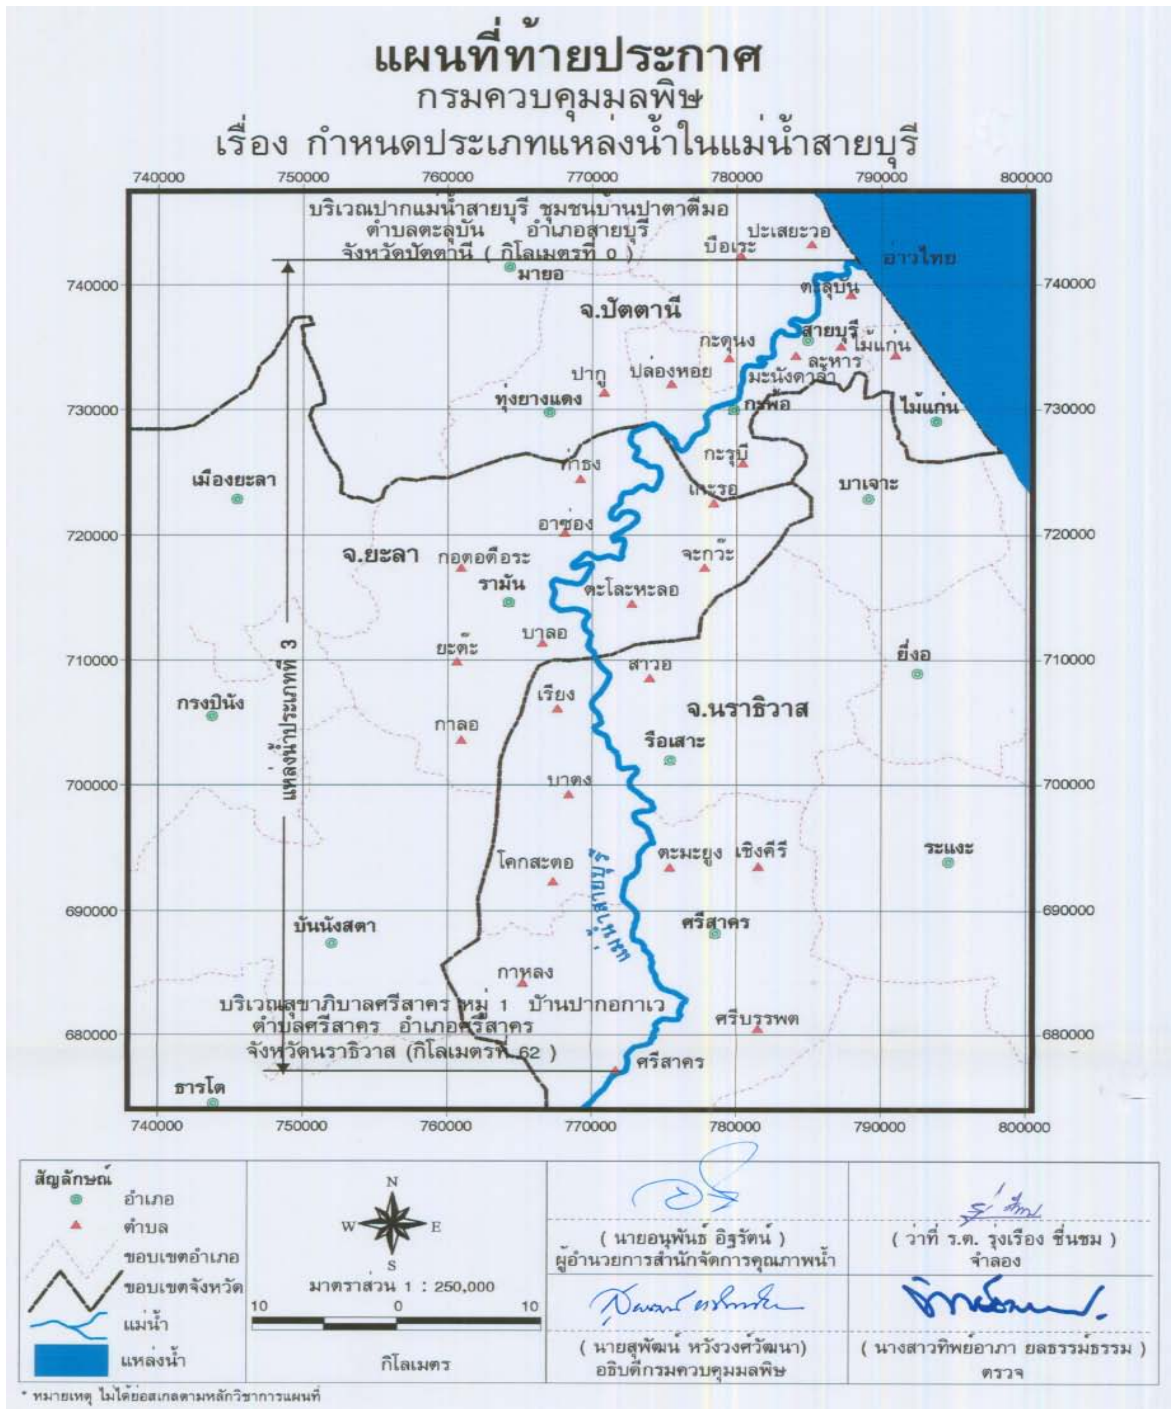 แผนที่ท้ายประกาศ
กรมควบคุมมลพิษ
เรื่อง กำหนดประเภทแหล่งน้ำในแม่น้ำสายบุรี
740000 750000 760000 770000 780000 790000 800000
บริเวณปากแม่น้ำสายบุรี ชุมชนบ้านปาตาตีมอ
ตำบลตะลุบัน อำเภอสายบุรี
จังหวัดปัตตานี ( กิโลเมตรที่ 0 )
ปะเสยะวอ
บือเระ
อ่าวไทย
มายอ
740000
740000
ตะลุบัน
จ.ปัตตานี
สายบุรี
กะดุนง
ไม้แก่น
ละหาร
ปล่องหอย
ปากู
มะนังดาลำ
ทุ่งยางแดง
กะพ้อ
ไม้แก่น
730000
730000
กะรุบี
ท่าธง
เมืองยะลา
เกะรอ
บาเจาะ
อาซ่อง
720000
720000
จ.ยะลา
กอตอตือระ
จะกว๊ะ
รามัน
ตะโละหะลอ
บาลอ
ยะต๊ะ
ยี่งอ
710000
710000
สาวอ
แหล่งน้ำประเภทที่ 3
เรียง
กรงปินัง
จ.นราธิวาส
กาลอ
รือเสาะ
700000
700000
บาตง
ตะมะยูง
เชิงคีรี
ระแงะ
โคกสะตอ
แม่น้ำสายบุรี
690000
690000
บันนังสตา
ศรีสาคร
กาหลง
บริเวณสุขาภิบาลศรีสาคร หมู่ 1 บ้านปากอกาเว
ตำบลศรีสาคร อำเภอศรีสาคร
จังหวัดนราธิวาส (กิโลเมตรที่ 62 )
ศรีบรรพต
680000
680000
ศรีสาคร
ธารโต
740000 750000 760000 770000 780000 790000 800000
สัญลักษณ์
อำเภอ
ตำบล
ขอบเขตอำเภอ
ขอบเขตจังหวัด
แม่น้ำ
แหล่งน้ำ
N
W E
S
มาตราส่วน 1 : 250,000
10 0 10
กิโลเมตร
( นายอนุพันธ์ อิฐรัตน์ )
ผู้อำนวยการสำนักจัดการคุณภาพน้ำ
( ว่าที่ ร.ต. รุ่งเรือง ชื่นชม )
จำลอง
( นายสุพัฒน์ หวังวงศ์วัฒนา)
อธิบดีกรมควบคุมมลพิษ
( นางสาวทิพย์อาภา ยลธรรม์ธรรม )
ตรวจ
* หมายเหตุ ไม่ได้ย่อสเกลตามหลักวิชาการแผนที่